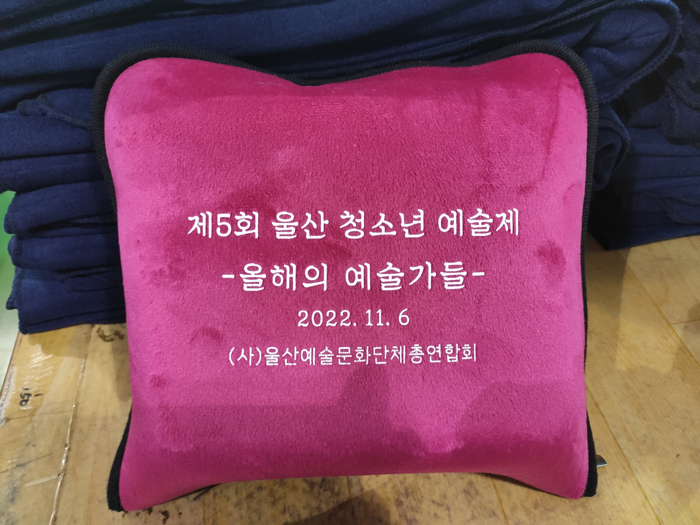 제5회 울산 청소년 예술제
-올해의 예술가들-
2022. 11. 6
(사)울산예술문화단체총연합회